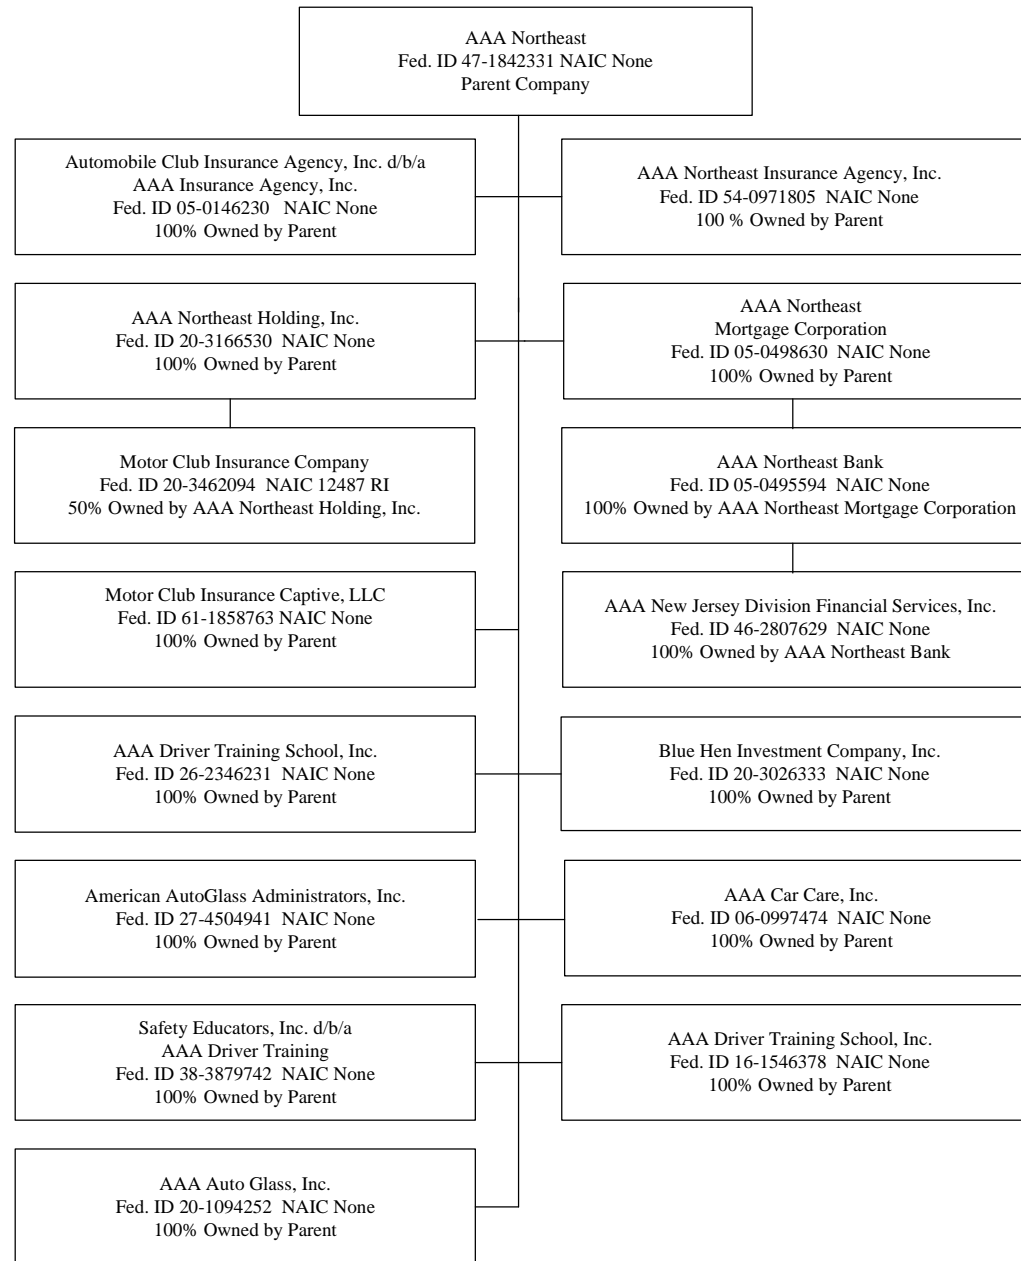 AAA Northeast
Fed. ID 47-1842331 NAIC None
Parent Company
Automobile Club Insurance Agency, Inc. d/b/a
AAA Insurance Agency, Inc.
Fed. ID 05-0146230 NAIC None
100% Owned by Parent
AAA Northeast Insurance Agency, Inc.
Fed. ID 54-0971805 NAIC None
100 % Owned by Parent
AAA Northeast Holding, Inc.
Fed. ID 20-3166530 NAIC None
100% Owned by Parent
AAA Northeast
Mortgage Corporation
Fed. ID 05-0498630 NAIC None
100% Owned by Parent
Motor Club Insurance Company
Fed. ID 20-3462094 NAIC 12487 RI
50% Owned by AAA Northeast Holding, Inc.
AAA Northeast Bank
Fed. ID 05-0495594 NAIC None
100% Owned by AAA Northeast Mortgage Corporation
Motor Club Insurance Captive, LLC
Fed. ID 61-1858763 NAIC None
100% Owned by Parent
AAA New Jersey Division Financial Services, Inc.
Fed. ID 46-2807629 NAIC None
100% Owned by AAA Northeast Bank
AAA Driver Training School, Inc.
Fed. ID 26-2346231 NAIC None
100% Owned by Parent
Blue Hen Investment Company, Inc.
Fed. ID 20-3026333 NAIC None
100% Owned by Parent
American AutoGlass Administrators, Inc.
Fed. ID 27-4504941 NAIC None
100% Owned by Parent
AAA Car Care, Inc.
Fed. ID 06-0997474 NAIC None
100% Owned by Parent
Safety Educators, Inc. d/b/a
AAA Driver Training
Fed. ID 38-3879742 NAIC None
100% Owned by Parent
AAA Driver Training School, Inc.
Fed. ID 16-1546378 NAIC None
100% Owned by Parent
AAA Auto Glass, Inc.
Fed. ID 20-1094252 NAIC None
100% Owned by Parent